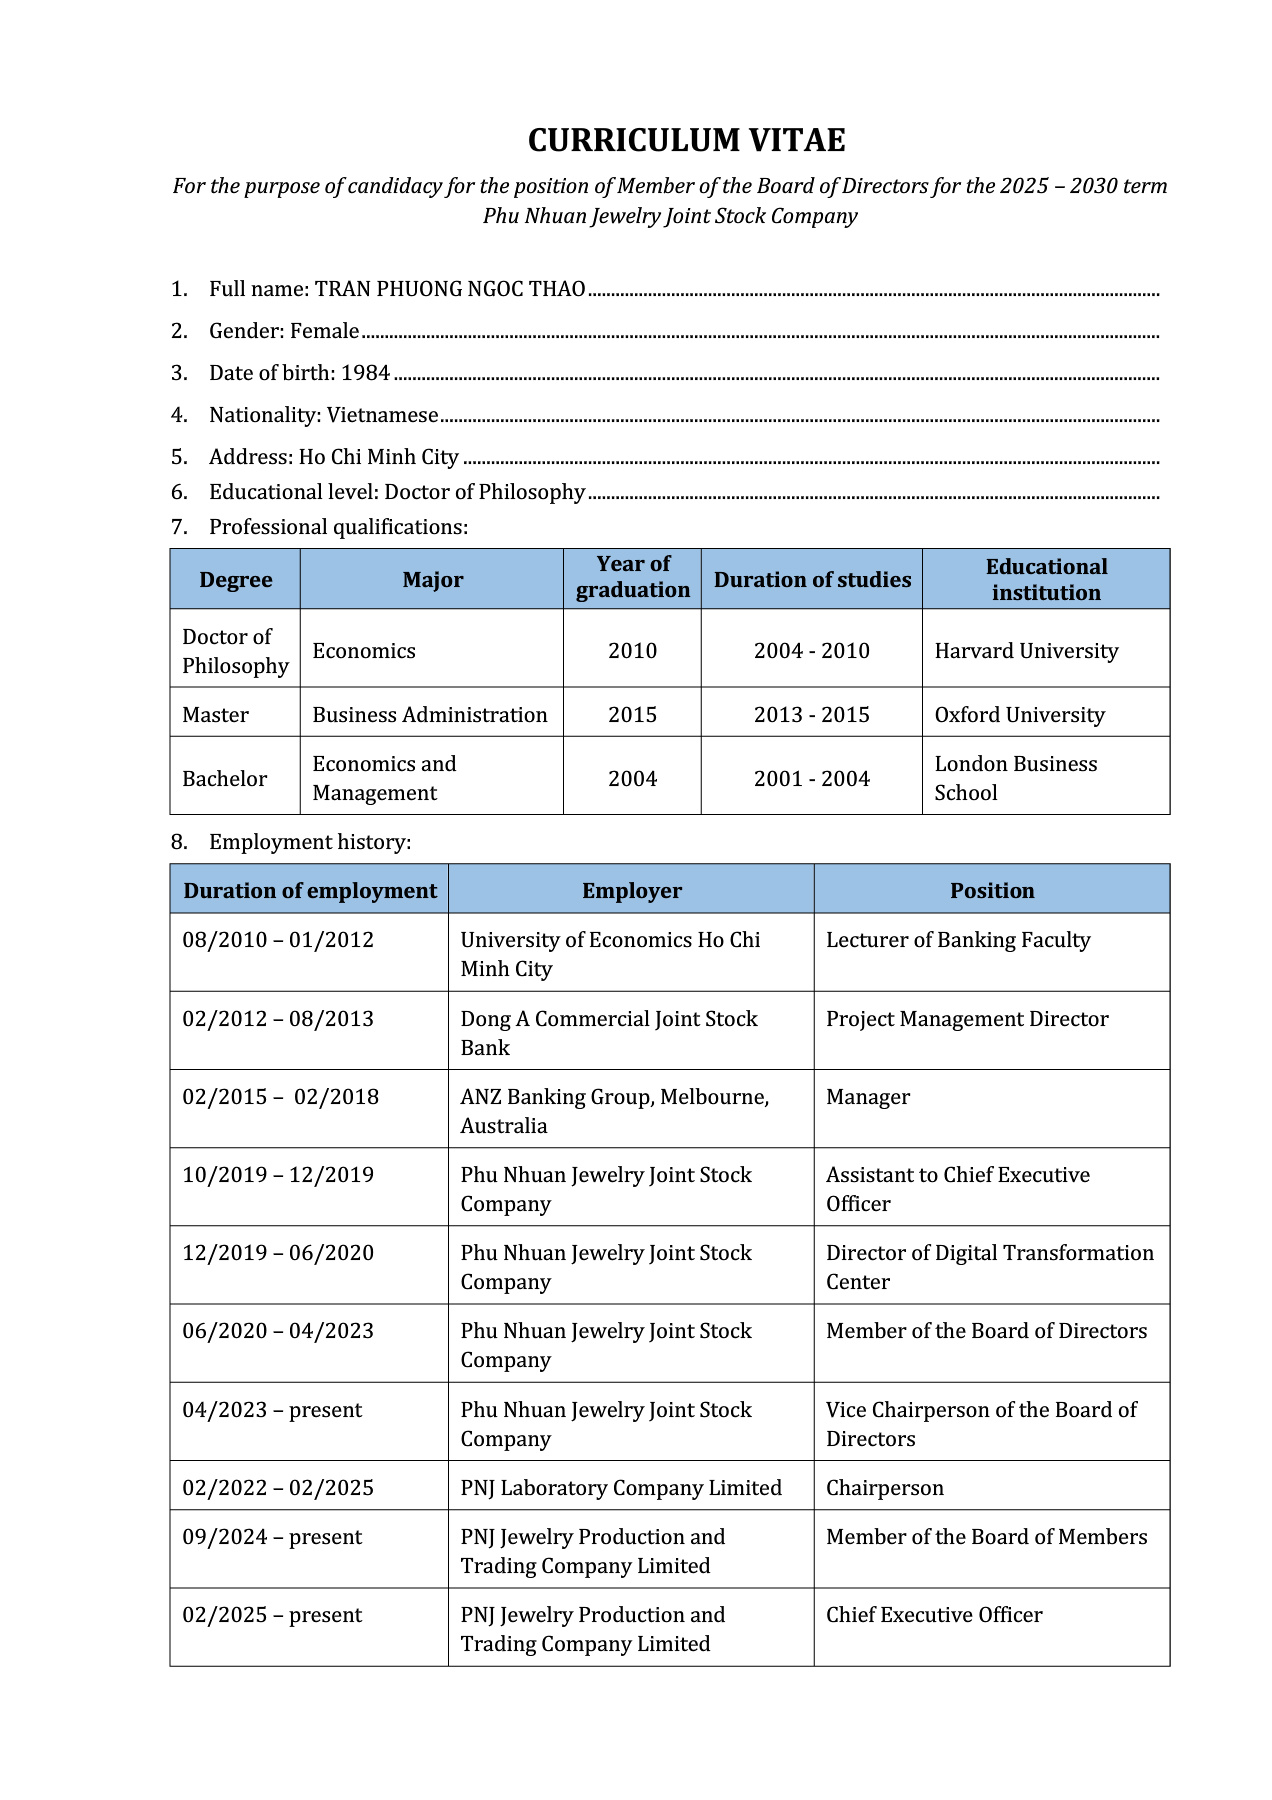 CURRICULUM VITAE
For the purpose of candidacy for the position of Member of the Board of Directors for the 2025 – 2030 term
Phu Nhuan Jewelry Joint Stock Company
1. Full name: TRAN PHUONG NGOC THAO
2. Gender: Female
3. Date of birth: 1984
4. Nationality: Vietnamese
5. Address: Ho Chi Minh City
6. Educational level: Doctor of Philosophy
7. Professional qualifications:
Degree Major Year of graduation Duration of studies Educational institution
Doctor of Philosophy Economics 2010 2004 - 2010 Harvard University
Master Business Administration 2015 2013 - 2015 Oxford University
Bachelor Economics and Management 2004 2001 - 2004 London Business School
8. Employment history:
Duration of employment Employer Position
08/2010 – 01/2012 University of Economics Ho Chi Minh City Lecturer of Banking Faculty
02/2012 – 08/2013 Dong A Commercial Joint Stock Bank Project Management Director
02/2015 – 02/2018 ANZ Banking Group, Melbourne, Australia Manager
10/2019 – 12/2019 Phu Nhuan Jewelry Joint Stock Company Assistant to Chief Executive Officer
12/2019 – 06/2020 Phu Nhuan Jewelry Joint Stock Company Director of Digital Transformation Center
06/2020 – 04/2023 Phu Nhuan Jewelry Joint Stock Company Member of the Board of Directors
04/2023 – present Phu Nhuan Jewelry Joint Stock Company Vice Chairperson of the Board of Directors
02/2022 – 02/2025 PNJ Laboratory Company Limited Chairperson
09/2024 – present PNJ Jewelry Production and Trading Company Limited Member of the Board of Members
02/2025 – present PNJ Jewelry Production and Trading Company Limited Chief Executive Officer